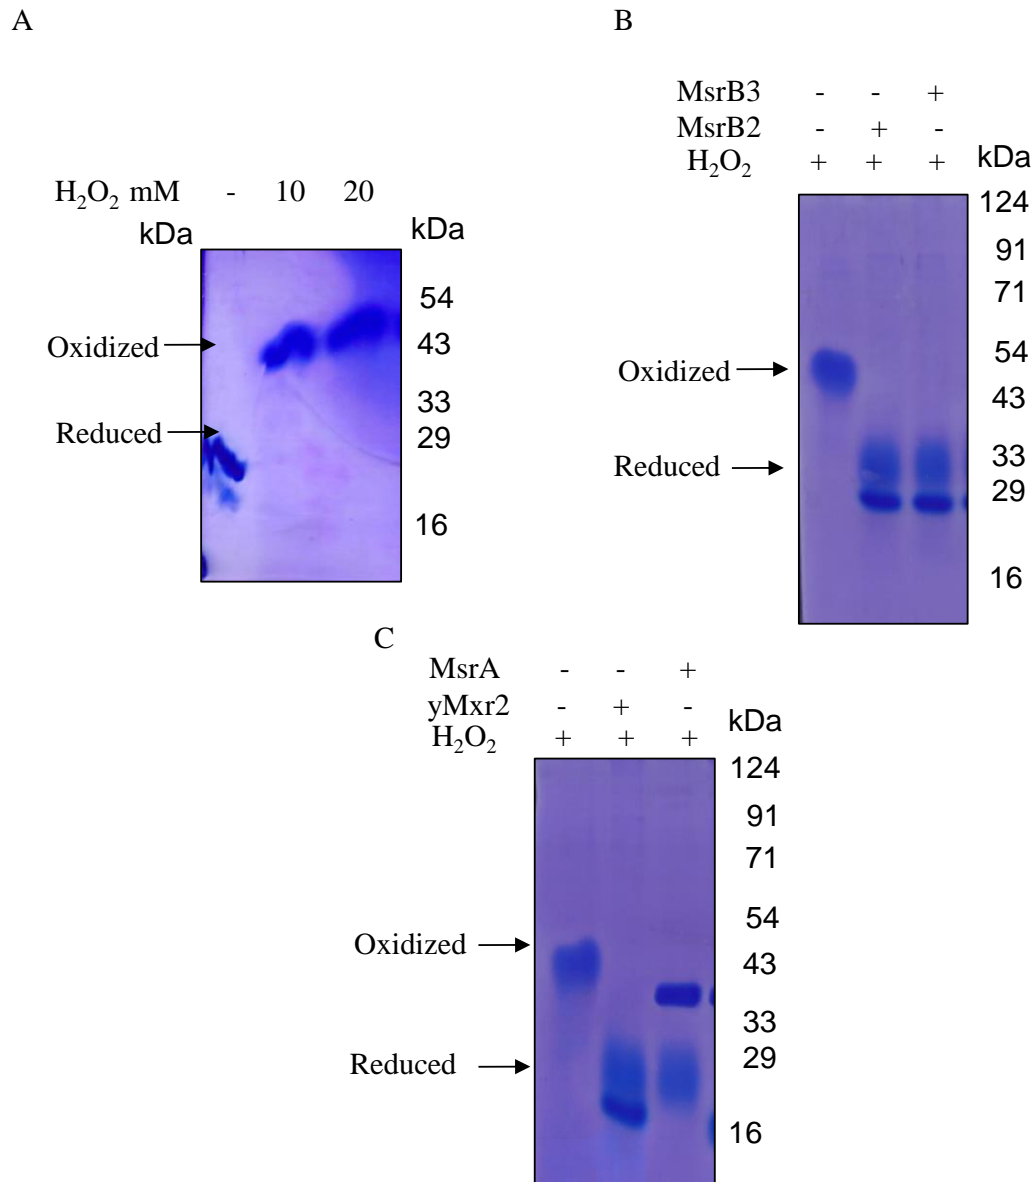 A
B
MsrB3 - - +
MsrB2 - + -
H₂O₂ + + + kDa
H₂O₂ mM - 10 20
kDa kDa
124
91
71
54
43
33
29
16
Oxidized
Reduced
54
43
33
29
16
Oxidized
Reduced
C
MsrA - - +
yMxr2 - + -
H₂O₂ + + + kDa
124
91
71
54
43
33
29
16
Oxidized
Reduced